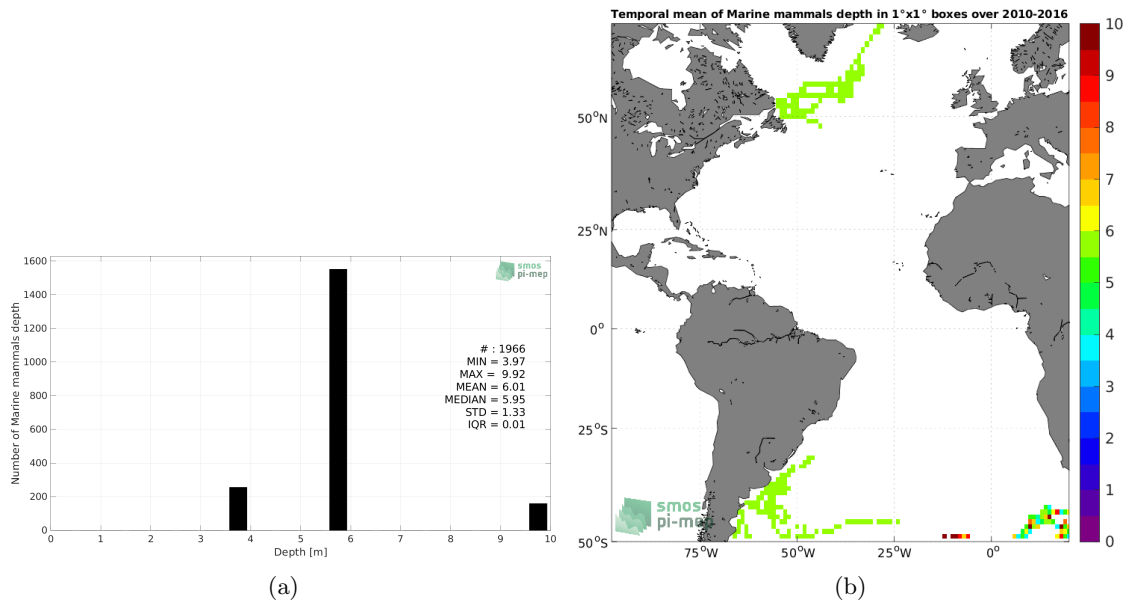 Temporal mean of Marine mammals depth in 1°x1° boxes over 2010-2016
smos
pi-mep
# : 1966
MIN = 3.97
MAX = 9.92
MEAN = 6.01
MEDIAN = 5.95
STD = 1.33
IQR = 0.01
Number of Marine mammals depth
1600
1400
1200
1000
800
600
400
200
0
0 1 2 3 4 5 6 7 8 9 10
Depth [m]
(a)
50°N
25°N
0°
25°S
50°S
75°W 50°W 25°W 0°
smos
pi-mep
10
9
8
7
6
5
4
3
2
1
0
(b)